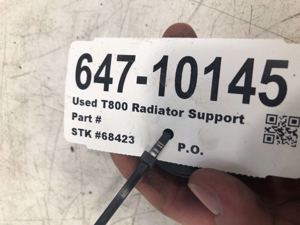 647-10145
Used T800 Radiator Support
Part #
STK #68423
P.O.